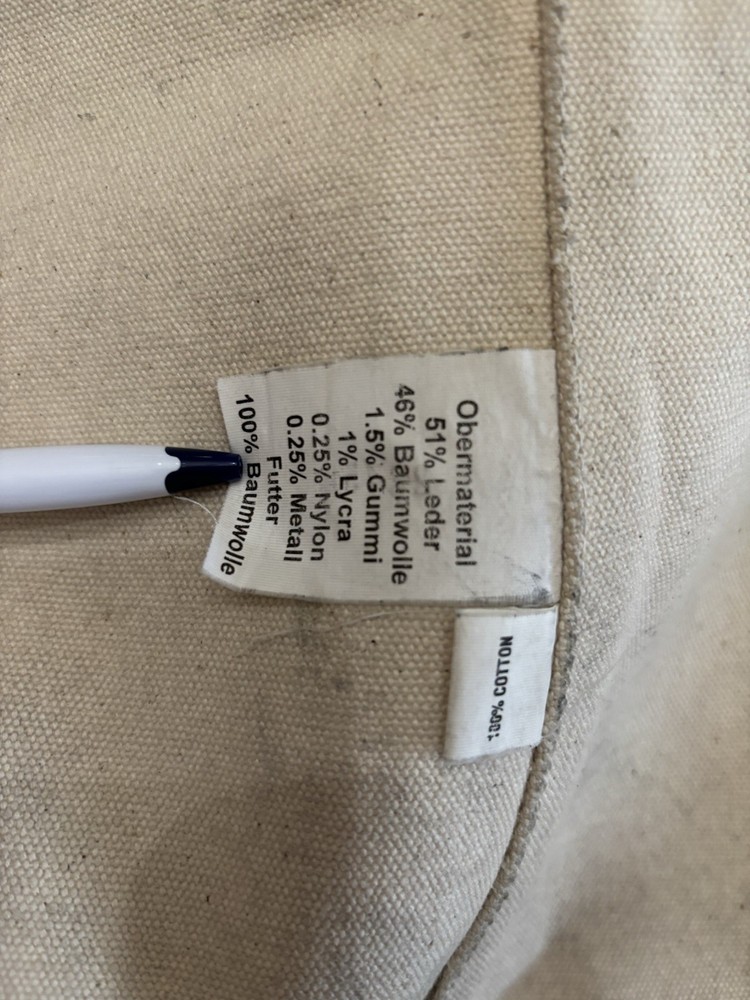 Obermaterial
51% Leder
46% Baumwolle
1.5% Gummi
1% Lycra
0.25% Nylon
0.25% Metall
Futter
100% Baumwolle
100% COTTON